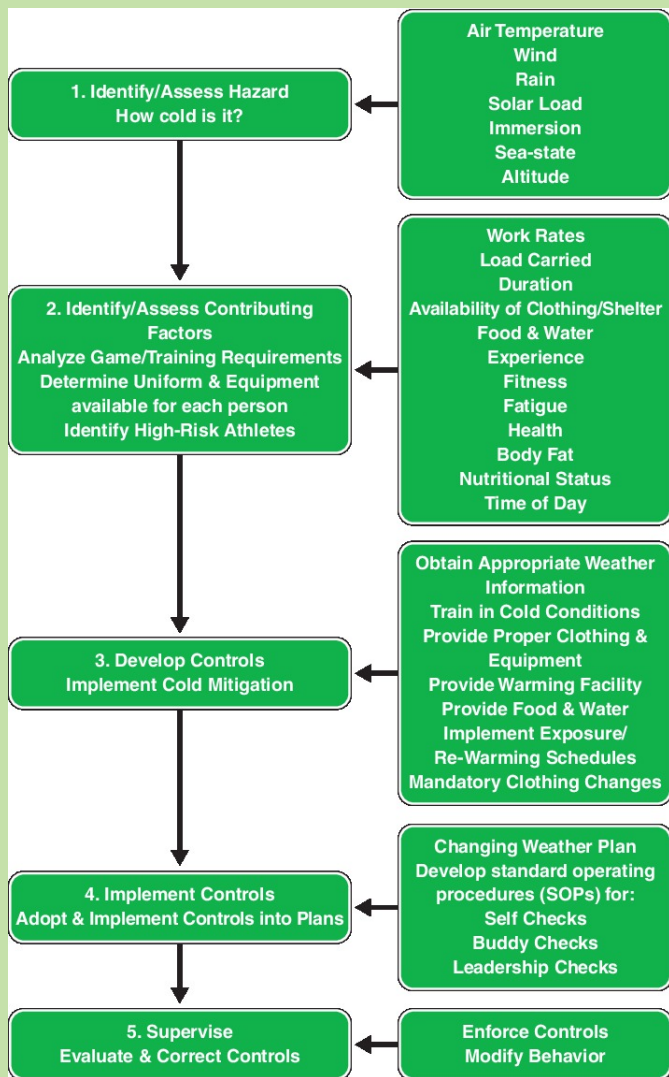 1. Identify/Assess Hazard
How cold is it?
Air Temperature
Wind
Rain
Solar Load
Immersion
Sea-state
Altitude
2. Identify/Assess Contributing
Factors
Analyze Game/Training Requirements
Determine Uniform & Equipment
available for each person
Identify High-Risk Athletes
Work Rates
Load Carried
Duration
Availability of Clothing/Shelter
Food & Water
Experience
Fitness
Fatigue
Health
Body Fat
Nutritional Status
Time of Day
3. Develop Controls
Implement Cold Mitigation
Obtain Appropriate Weather
Information
Train in Cold Conditions
Provide Proper Clothing &
Equipment
Provide Warming Facility
Provide Food & Water
Implement Exposure/
Re-Warming Schedules
Mandatory Clothing Changes
4. Implement Controls
Adopt & Implement Controls into Plans
Changing Weather Plan
Develop standard operating
procedures (SOPs) for:
Self Checks
Buddy Checks
Leadership Checks
5. Supervise
Evaluate & Correct Controls
Enforce Controls
Modify Behavior